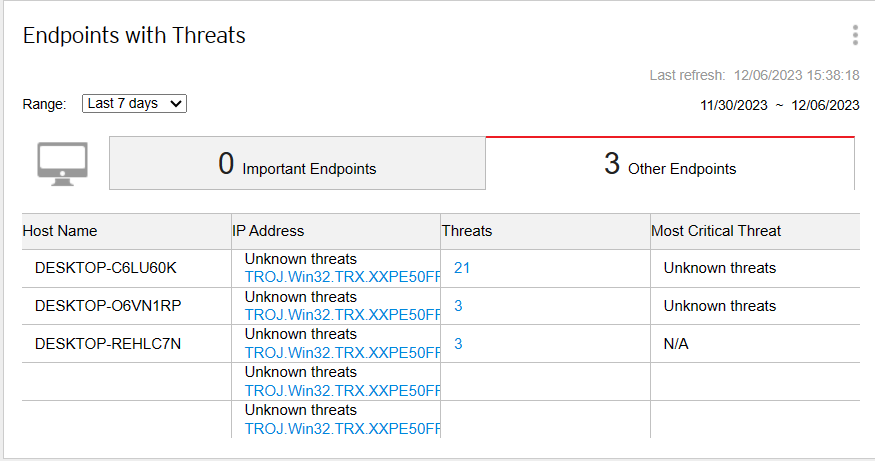 Endpoints with Threats
Last refresh: 12/06/2023 15:38:18
Range: Last 7 days
11/30/2023 ~ 12/06/2023
0 Important Endpoints
3 Other Endpoints
Host Name IP Address Threats Most Critical Threat
DESKTOP-C6LU60K Unknown threats 21 Unknown threats
TROJ.Win32.TRX.XXPE50FF
DESKTOP-O6VN1RP Unknown threats 3 Unknown threats
TROJ.Win32.TRX.XXPE50FF
DESKTOP-REHLC7N Unknown threats 3 N/A
TROJ.Win32.TRX.XXPE50FF
Unknown threats
TROJ.Win32.TRX.XXPE50FF
Unknown threats
TROJ.Win32.TRX.XXPE50FF